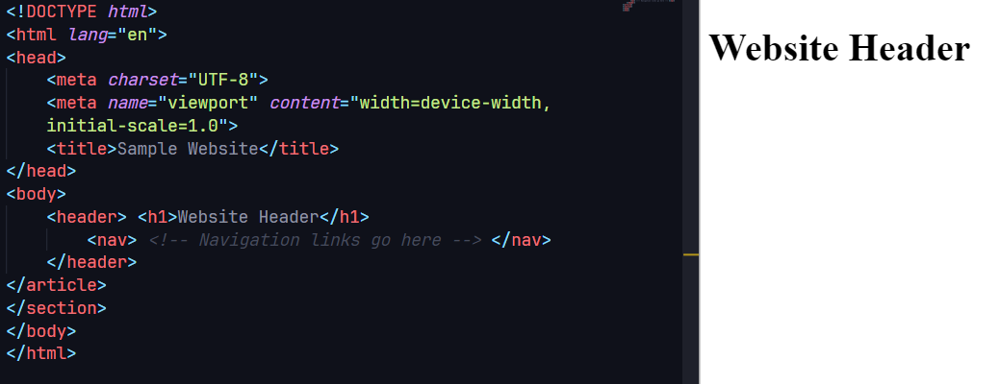 <!DOCTYPE html>
<html lang="en">
<head>
    <meta charset="UTF-8">
    <meta name="viewport" content="width=device-width,
    initial-scale=1.0">
    <title>Sample Website</title>
</head>
<body>
    <header> <h1>Website Header</h1>
        <nav> <!-- Navigation links go here --> </nav>
    </header>
</article>
</section>
</body>
</html>
Website Header